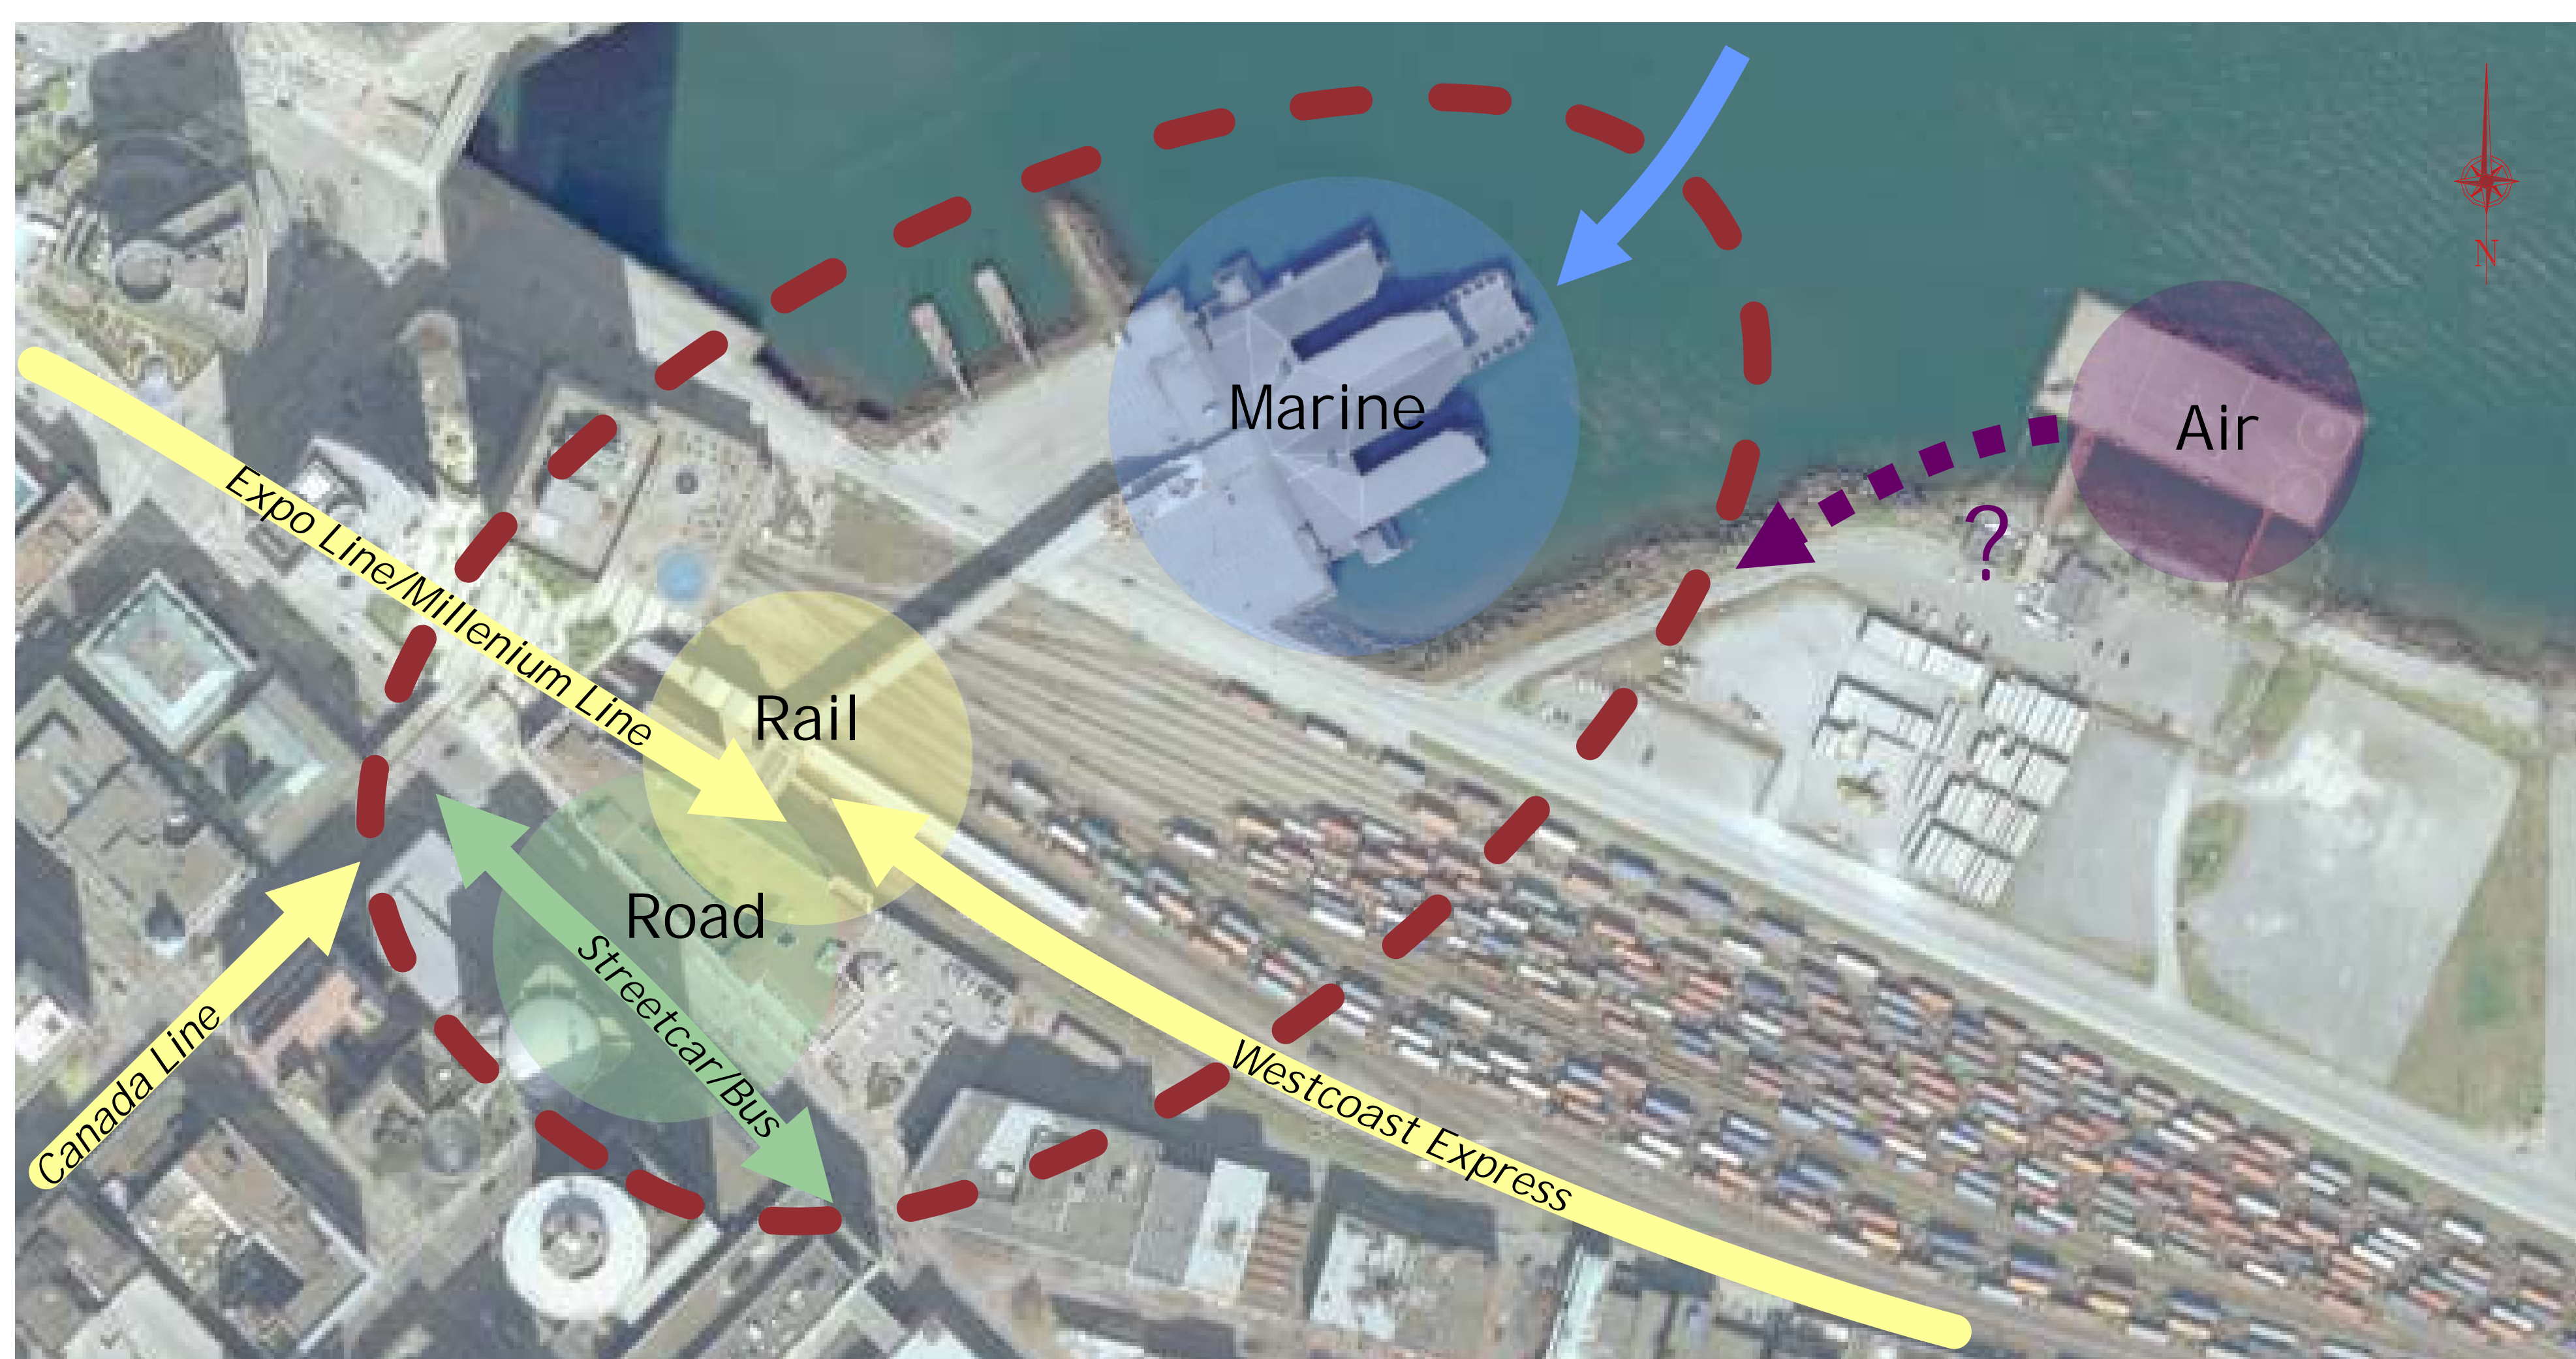 N
Marine
Air
?
Expo Line/Millenium Line
Rail
Road
Streetcar/Bus
Canada Line
Westcoast Express